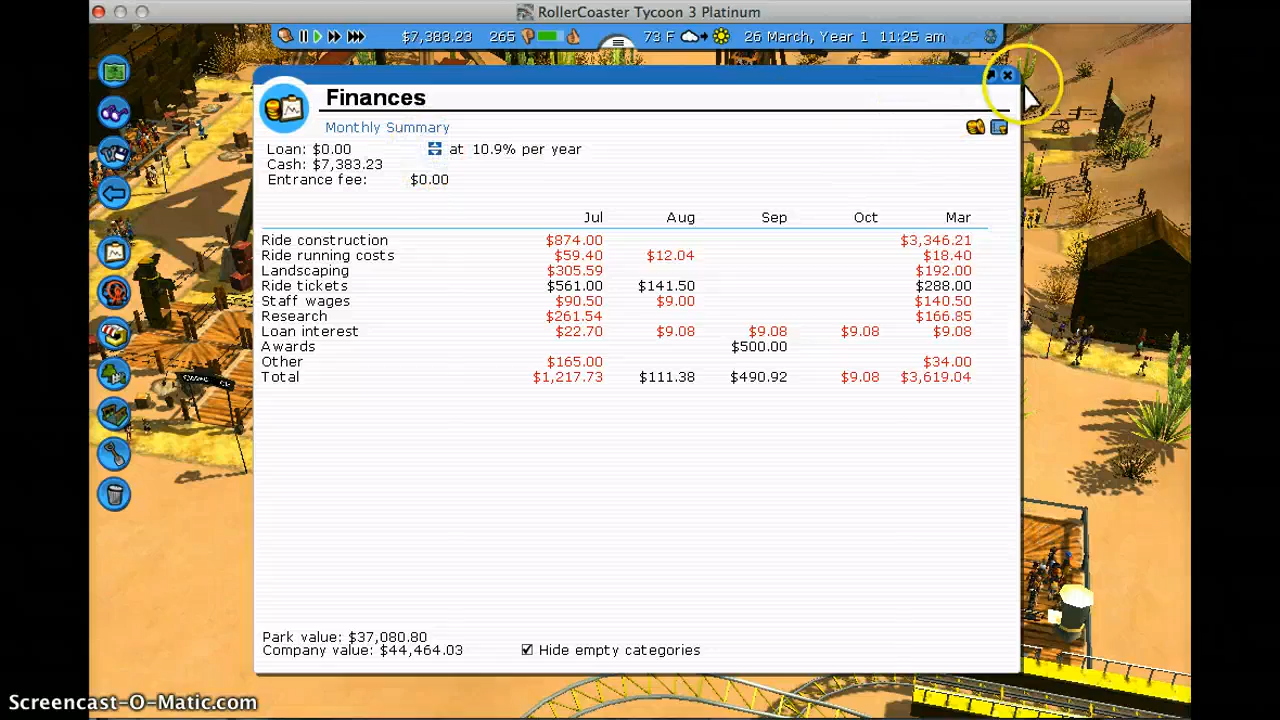 RollerCoaster Tycoon 3 Platinum
$7,383.23 265 73 F 26 March, Year 1 11:25 am
Finances
Monthly Summary
Loan: $0.00 at 10.9% per year
Cash: $7,383.23
Entrance fee: $0.00
Jul Aug Sep Oct Mar
Ride construction $874.00 $3,346.21
Ride running costs $59.40 $12.04 $18.40
Landscaping $305.59 $192.00
Ride tickets $561.00 $141.50 $288.00
Staff wages $90.50 $9.00 $140.50
Research $261.54 $166.85
Loan interest $22.70 $9.08 $9.08 $9.08 $9.08
Awards $500.00
Other $165.00 $34.00
Total $1,217.73 $111.38 $490.92 $9.08 $3,619.04
Park value: $37,080.80
Company value: $44,464.03
Hide empty categories
Screencast-O-Matic.com